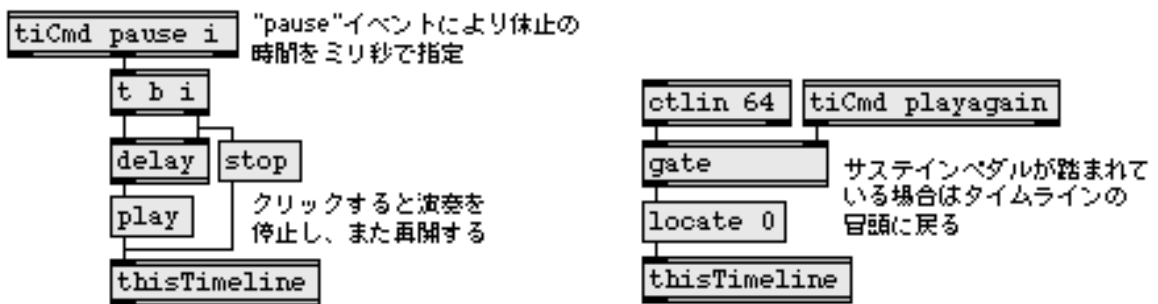 tiCmd pause i
"pause"イベントにより休止の
時間をミリ秒で指定
t b i
delay
stop
play
クリックすると演奏を
停止し、また再開する
thisTimeline
ctlin 64
tiCmd playagain
gate
サステインペダルが踏まれて
いる場合はタイムラインの
冒頭に戻る
locate 0
thisTimeline